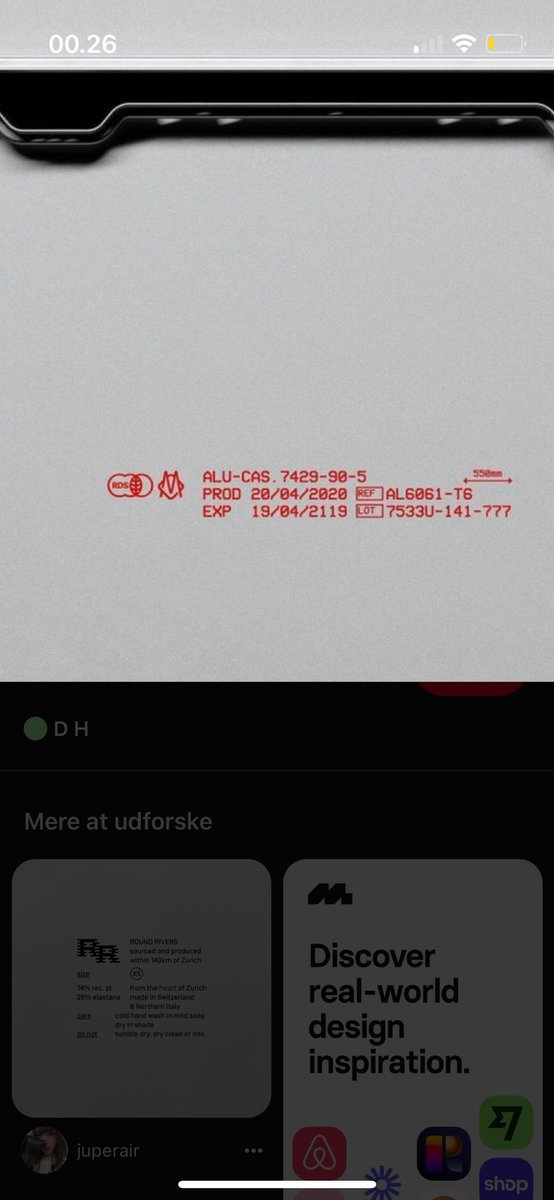 00.26
550mm
RDS
ALU-CAS.7429-90-5
PROD 20/04/2020 REF AL6061-T6
EXP 19/04/2119 LOT 7533U-141-777
D H
Mere at udforske
RR
ROUND RIVERS
sourced and produced
within 140km of Zurich
size
XS
74% rec. pl
26% elastane
from the heart of Zurich
made in Switzerland
& Northern Italy
care
cold hand wash in mild soap
dry in shade
do not
tumble dry, dry clean or iron
juperair
Discover
real-world
design
inspiration.
shop